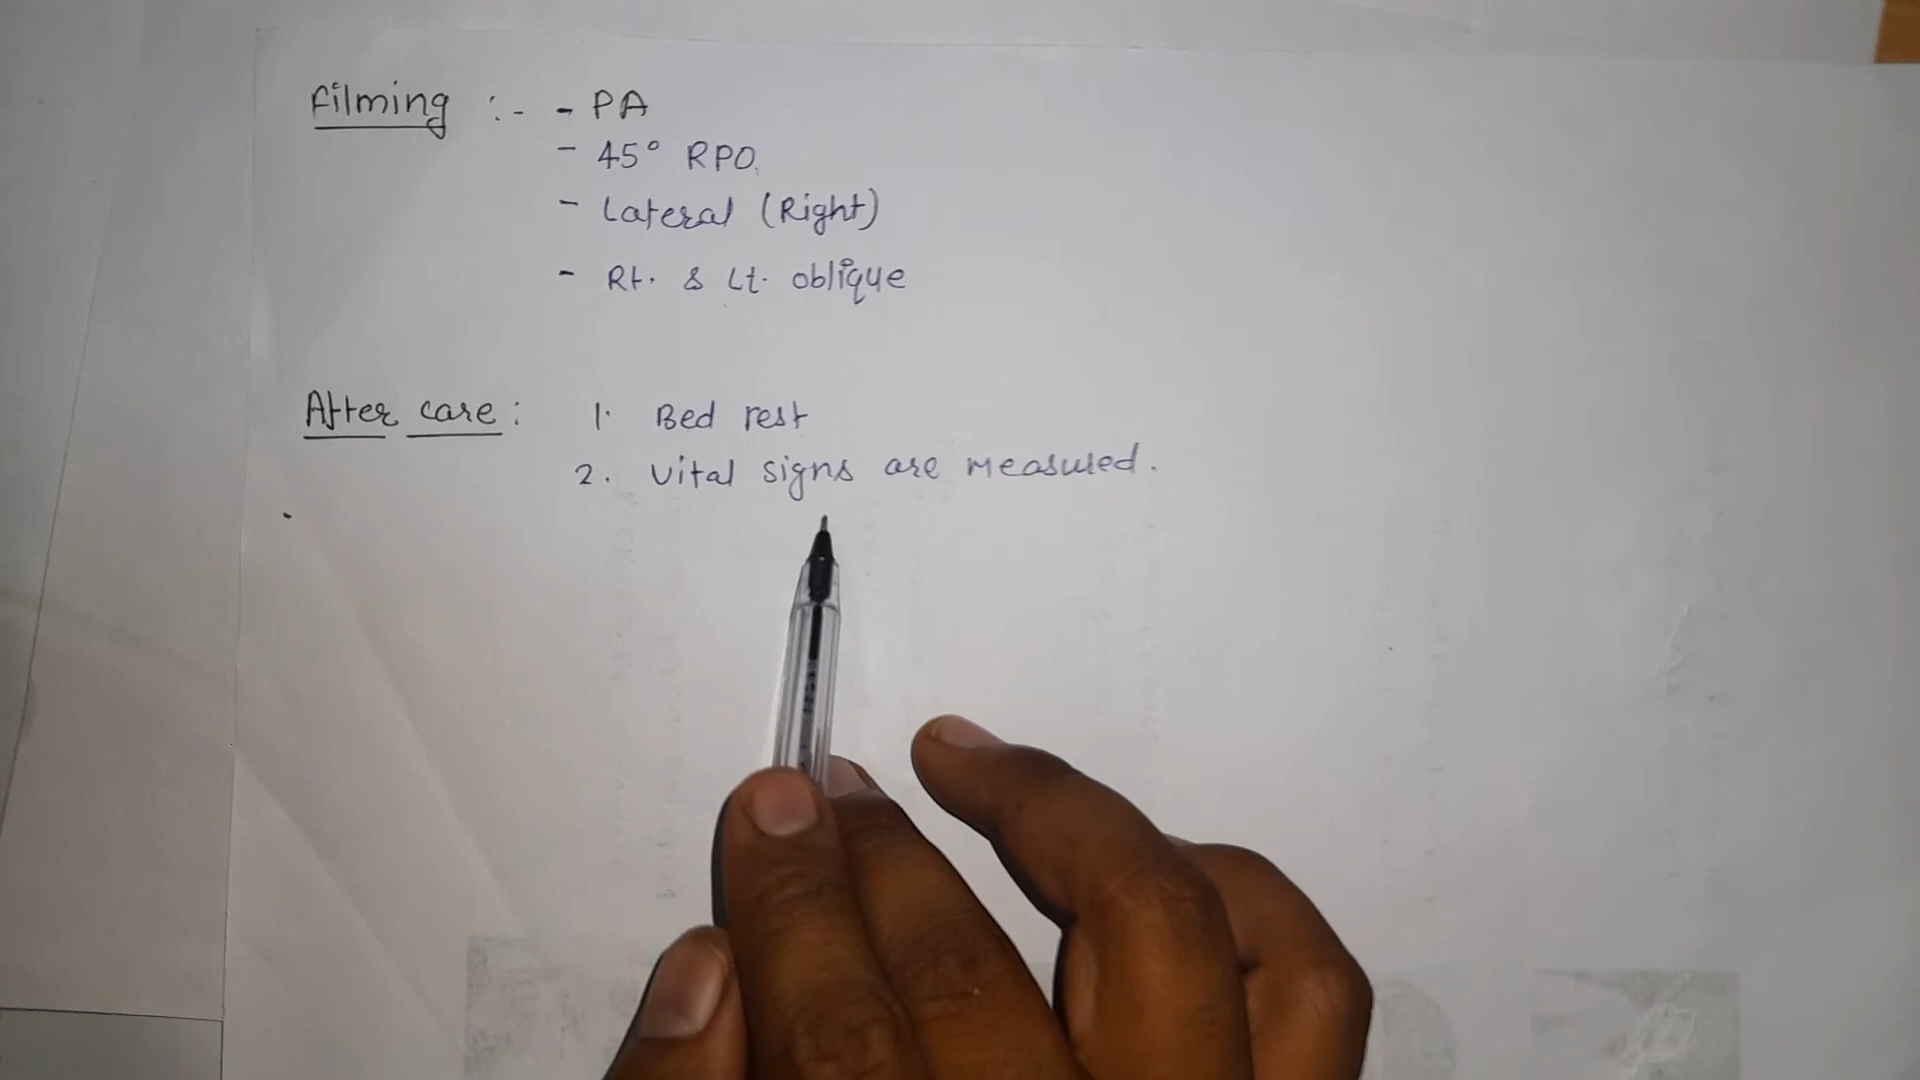 Filming :- - PA
- 45° RPO.
- Lateral (Right)
- Rt. & Lt. oblique
After care : 1. Bed rest
2. Vital signs are measured.